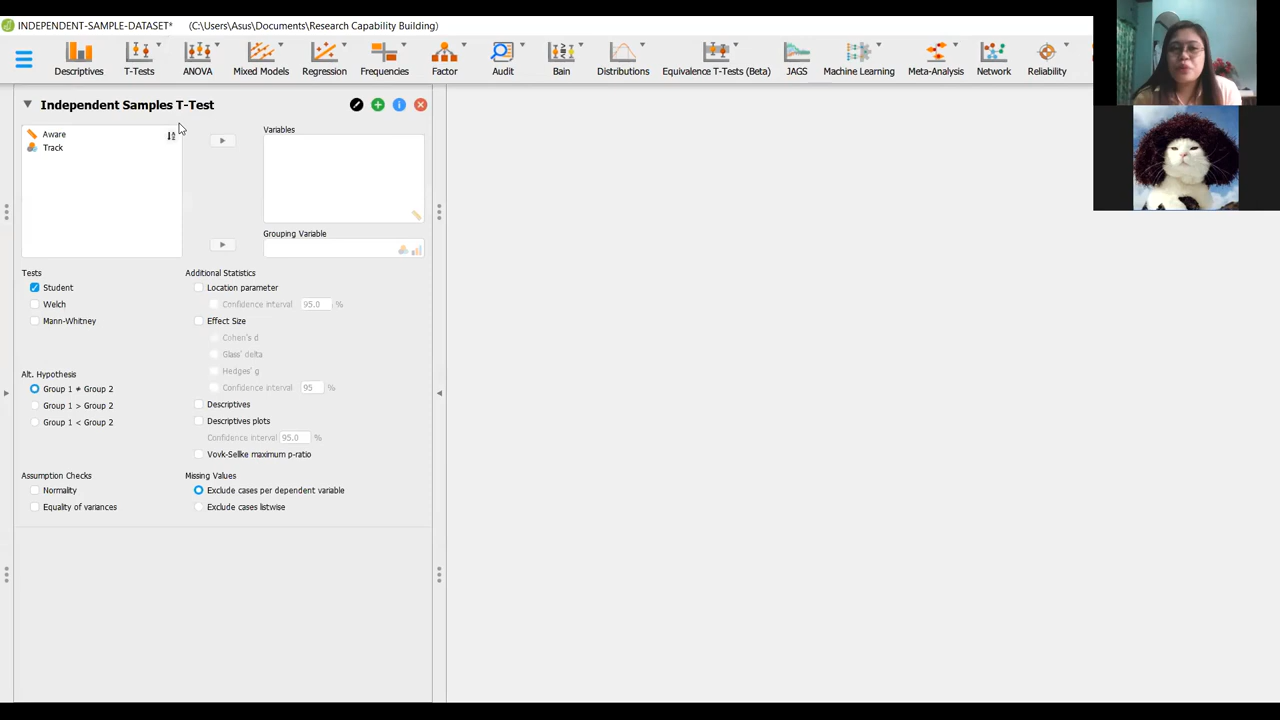 INDEPENDENT-SAMPLE-DATASET* (C:\Users\Asus\Documents\Research Capability Building)
Descriptives T-Tests ANOVA Mixed Models Regression Frequencies Factor Audit Bain Distributions Equivalence T-Tests (Beta) JAGS Machine Learning Meta-Analysis Network Reliability
Independent Samples T-Test
Aware
Track
Variables
Grouping Variable
Tests
Student
Welch
Mann-Whitney
Alt. Hypothesis
Group 1 ≠ Group 2
Group 1 > Group 2
Group 1 < Group 2
Assumption Checks
Normality
Equality of variances
Additional Statistics
Location parameter
Confidence interval 95.0 %
Effect Size
Cohen's d
Glass' delta
Hedges' g
Confidence interval 95 %
Descriptives
Descriptives plots
Confidence interval 95.0 %
Vovk-Sellke maximum p-ratio
Missing Values
Exclude cases per dependent variable
Exclude cases listwise